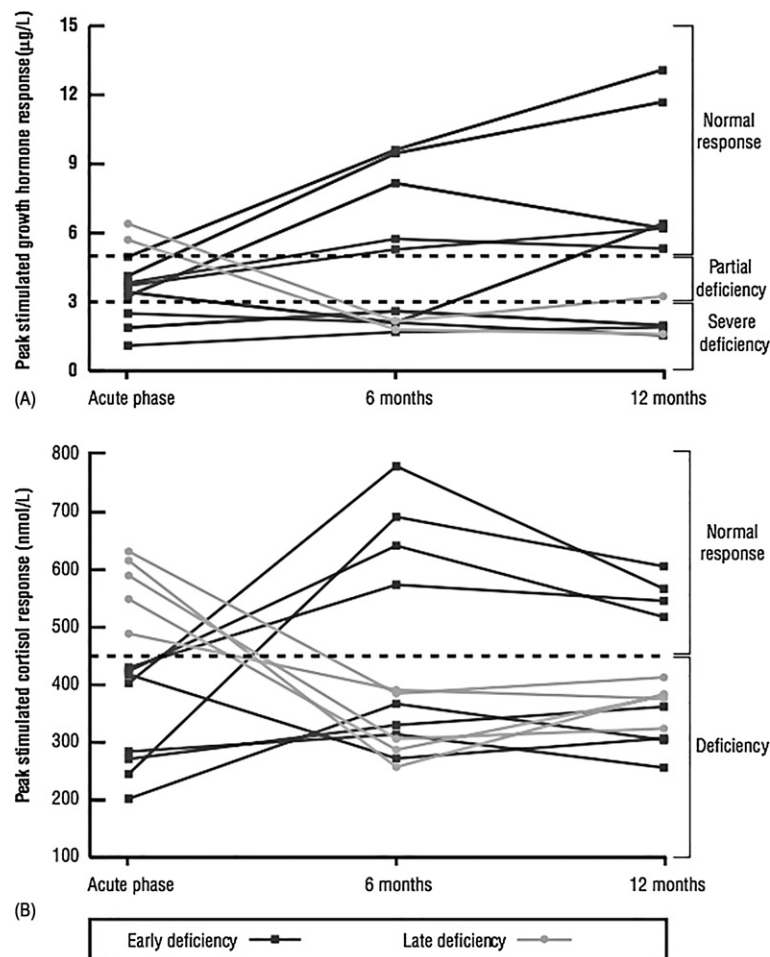 Peak stimulated growth hormone response(µg/L)
15
12
9
6
3
0
Normal
response
Partial
deficiency
Severe
deficiency
(A)
Acute phase
6 months
12 months
Peak stimulated cortisol response (nmol/L)
800
700
600
500
450
400
300
200
100
Normal
response
Deficiency
Acute phase
6 months
12 months
(B)
Early deficiency
Late deficiency